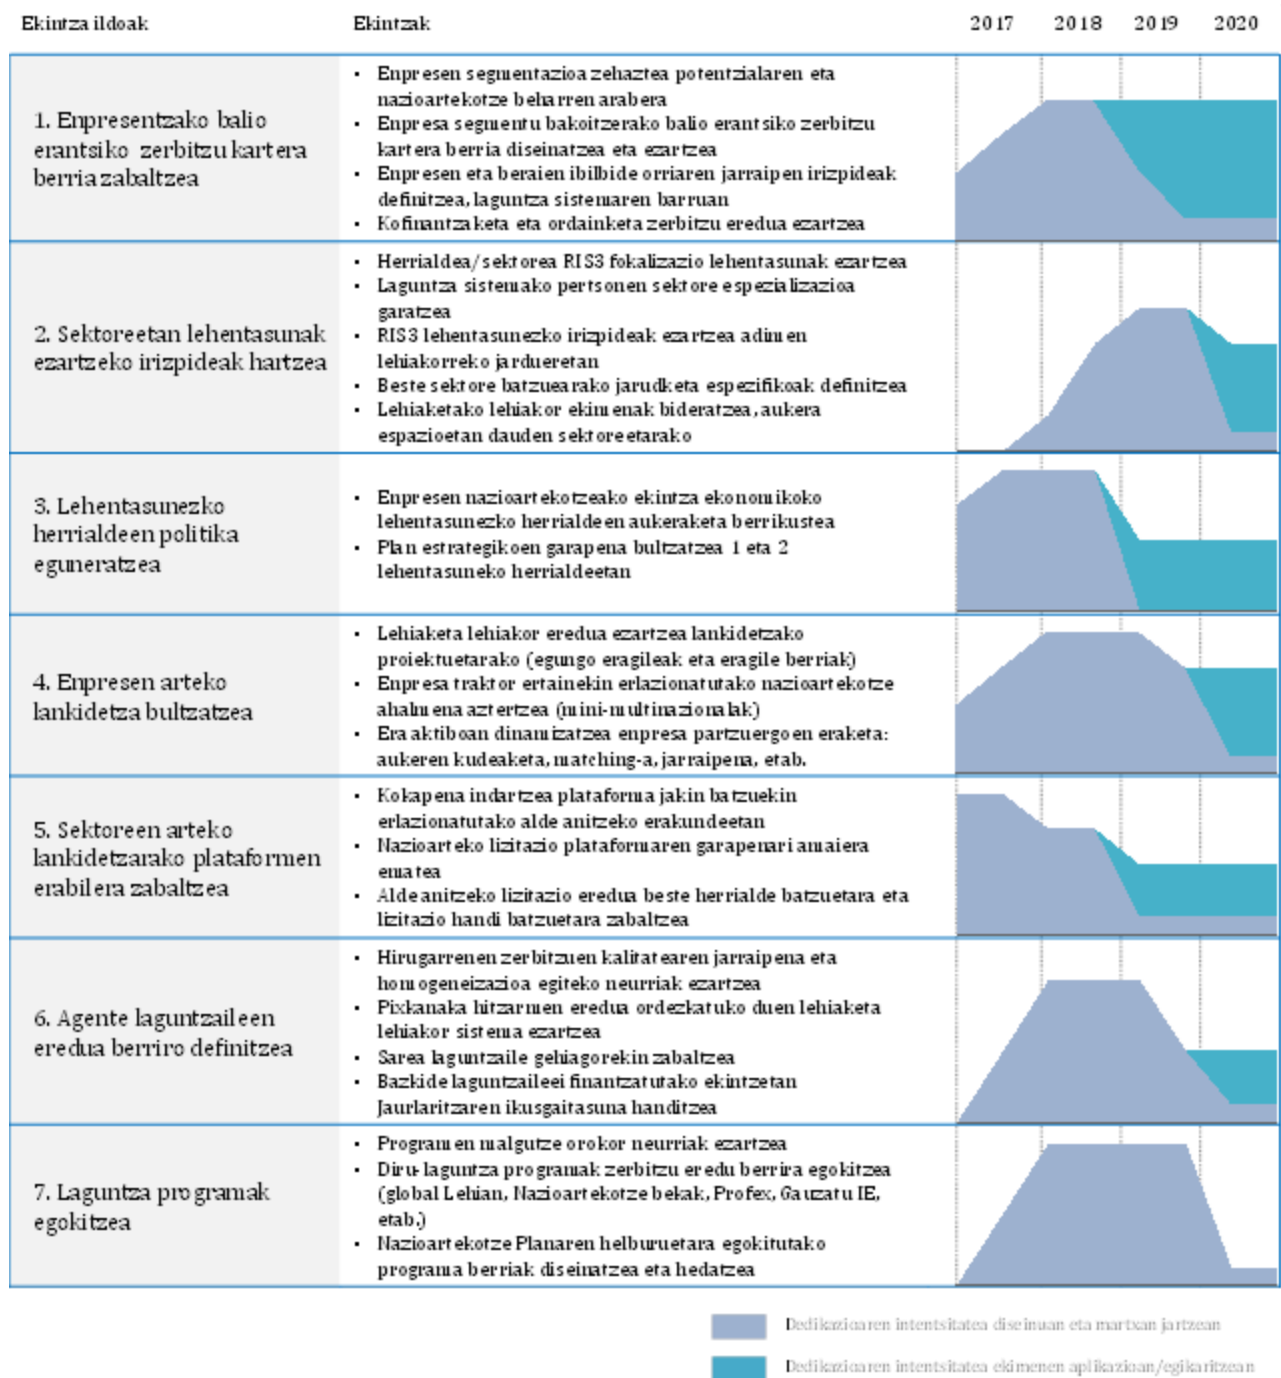 Ekintza ildoak
Ekintzak
2017
2018
2019
2020
1. Enpresentzako balio
erantsiko zerbitzu kartera
berria zabaltzea
• Enpresen segmentazioa zehaztea potentzialaren eta
nazioartekotze beharren arabera
• Enpresa segmentu bakoitzerako balio erantsiko zerbitzu
kartera berria diseinatzea eta ezartzea
• Enpresen eta beraien ibilbide orriaren jarraipen irizpideak
definitzea, laguntza sistemaren barruan
• Kofinantzaketa eta ordainketa zerbitzu eredua ezartzea
2. Sektoreetan lehentasunak
ezartzeko irizpideak hartzea
• Herrialdea/sektorea RIS3 fokalizazio lehentasunak ezartzea
• Laguntza sistemako pertsonen sektore espezializazioa
garatzea
• RIS3 lehentasunezko irizpideak ezartzea adimen
lehiakorreko jardueretan
• Beste sektore batzuearako jarudketa espezifikoak definitzea
• Lehiaketako lehiakor ekimenak bideratzea, aukera
espazioetan dauden sektoreetarako
3. Lehentasunezko
herrialdeen politika
eguneratzea
• Enpresen nazioartekotzeako ekintza ekonomikoko
lehentasunezko herrialdeen aukeraketa berrikustea
• Plan estrategikoen garapena bultzatzea 1 eta 2
lehentasuneko herrialdeetan
4. Enpresen arteko
lankidetza bultzatzea
• Lehiaketa lehiakor eredua ezartzea lankidetzako
proiektuetarako (egungo eragileak eta eragile berriak)
• Enpresa traktor ertainekin erlazionatutako nazioartekotze
ahalmena aztertzea (mini-multinazionalak)
• Era aktiboan dinamizatzea enpresa partzuergoen eraketa:
aukeren kudeaketa, matching-a, jarraipena, etab.
5. Sektoreen arteko
lankidetzarako plataformen
erabilera zabaltzea
• Kokapena indartzea plataforma jakin batzuekin
erlazionatutako alde anitzeko erakundeetan
• Nazioarteko lizitazio plataformaren garapenari amaiera
ematea
• Alde anitzeko lizitazio eredua beste herrialde batzuetara eta
lizitazio handi batzuetara zabaltzea
6. Agente laguntzaileen
eredua berriro definitzea
• Hirugarrenen zerbitzuen kalitatearen jarraipena eta
homogeneizazioa egiteko neurriak ezartzea
• Pixkanaka hitzarmen eredua ordezkatuko duen lehiaketa
lehiakor sistema ezartzea
• Sarea laguntzaile gehiagorekin zabaltzea
• Bazkide laguntzaileei finantzatutako ekintzetan
Jaurlaritzaren ikusgaitasuna handitzea
7. Laguntza programak
egokitzea
• Programen malgutze orokor neurriak ezartzea
• Diru-laguntza programak zerbitzu eredu berrira egokitzea
(global Lehian, Nazioartekotze bekak, Profex, Gauzatu IE,
etab.)
• Nazioartekotze Planaren helburuetara egokitutako
programa berriak diseinatzea eta hedatzea
Dedikazioaren intentsitatea diseinuan eta martxan jartzean
Dedikazioaren intentsitatea ekimenen aplikazioan/egikaritzean